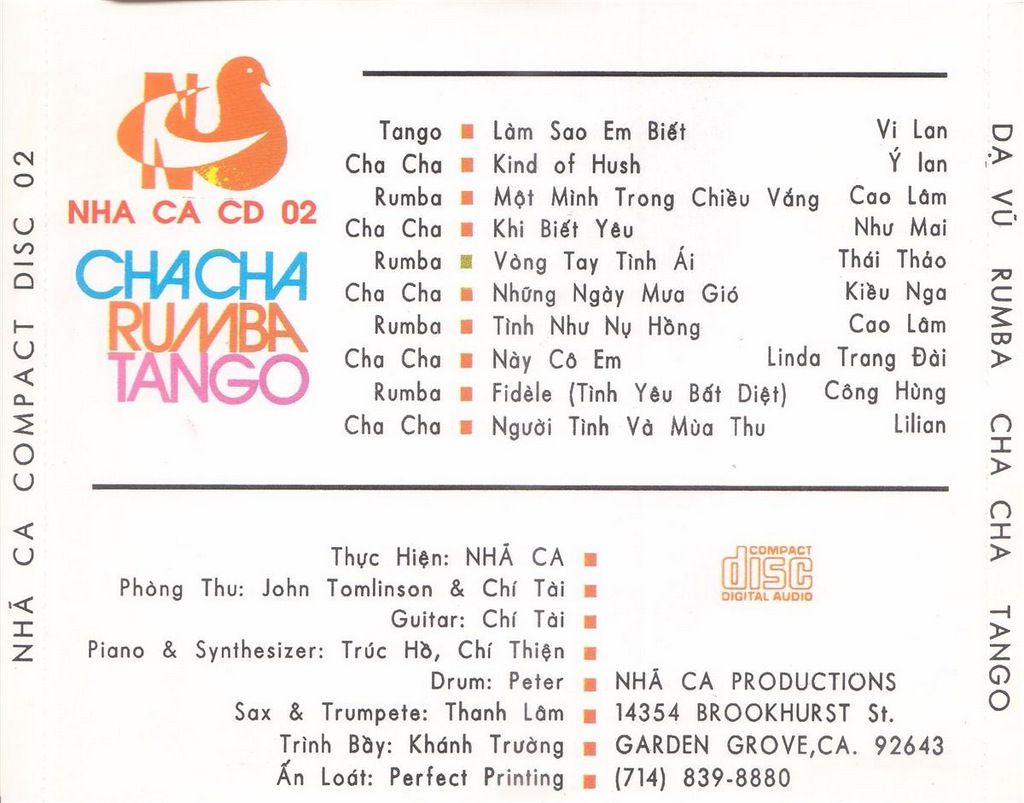 NHÃ CA COMPACT DISC 02
NHA CA CD 02
CHA CHA
RUMBA
TANGO
Tango ■ Làm Sao Em Biết Vi Lan
Cha Cha ■ Kind of Hush Ý lan
Rumba ■ Một Mình Trong Chiều Vắng Cao Lâm
Cha Cha ■ Khi Biết Yêu Như Mai
Rumba ■ Vòng Tay Tình Ái Thái Thảo
Cha Cha ■ Những Ngày Mưa Gió Kiều Nga
Rumba ■ Tình Như Nụ Hồng Cao Lâm
Cha Cha ■ Này Cô Em Linda Trang Đài
Rumba ■ Fidèle (Tình Yêu Bất Diệt) Công Hùng
Cha Cha ■ Người Tình Và Mùa Thu Lilian
Thực Hiện: NHÃ CA ■
Phòng Thu: John Tomlinson & Chí Tài ■
Guitar: Chí Tài ■
Piano & Synthesizer: Trúc Hồ, Chí Thiện ■
Drum: Peter ■ NHÃ CA PRODUCTIONS
Sax & Trumpete: Thanh Lâm ■ 14354 BROOKHURST St.
Trình Bầy: Khánh Trường ■ GARDEN GROVE,CA. 92643
Ấn Loát: Perfect Printing ■ (714) 839-8880
COMPACT
disc
DIGITAL AUDIO
DẠ VŨ RUMBA CHA CHA TANGO